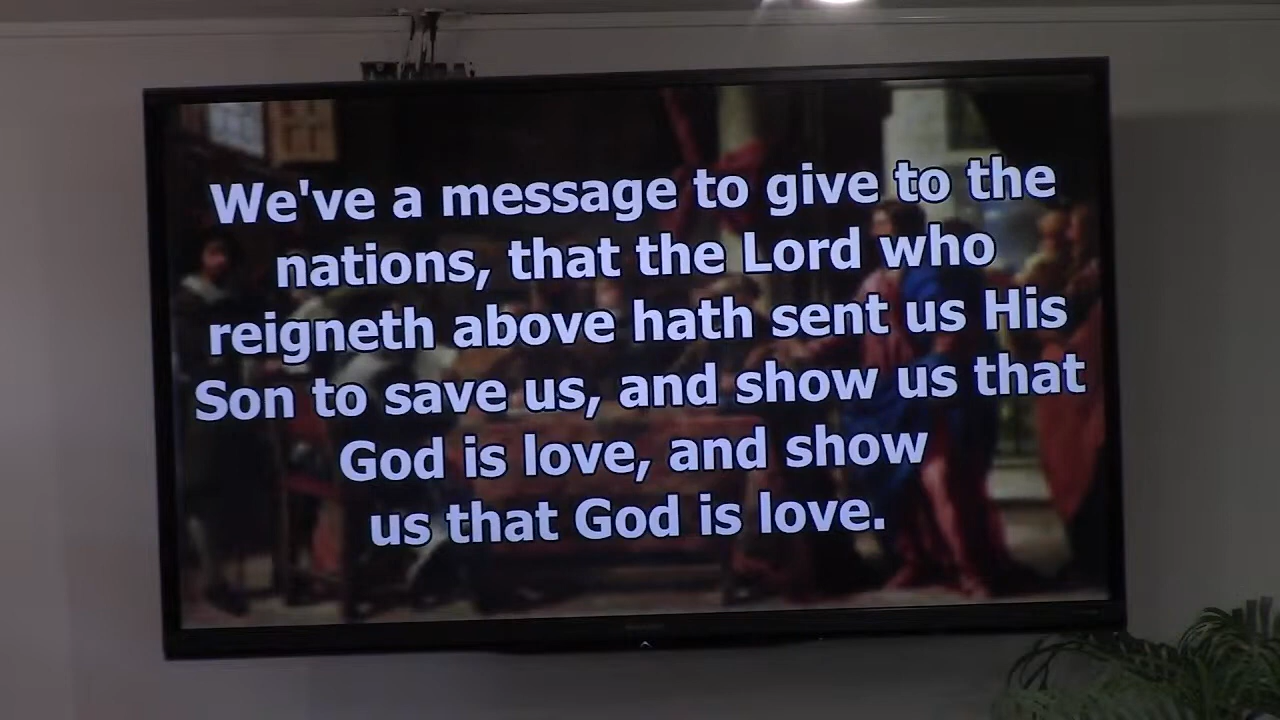 We've a message to give to the
nations, that the Lord who
reigneth above hath sent us His
Son to save us, and show us that
God is love, and show
us that God is love.